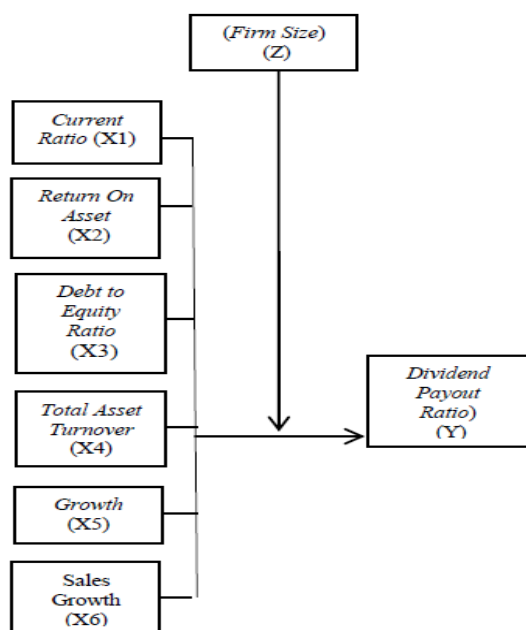 (Firm Size)
(Z)
Current
Ratio (X1)
Return On
Asset
(X2)
Debt to
Equity
Ratio
(X3)
Total Asset
Turnover
(X4)
Growth
(X5)
Sales
Growth
(X6)
Dividend
Payout
Ratio)
(Y)